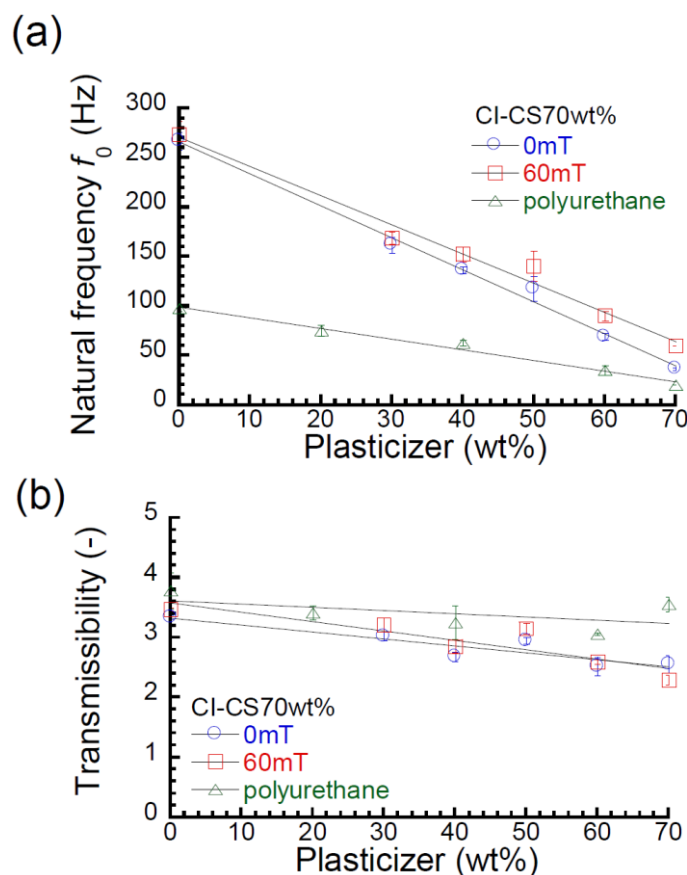 (a)
Natural frequency f0 (Hz)
300
250
200
150
100
50
0
CI-CS70wt%
0mT
60mT
polyurethane
0 10 20 30 40 50 60 70
Plasticizer (wt%)
(b)
Transmissibility (-)
5
4
3
2
1
0
CI-CS70wt%
0mT
60mT
polyurethane
0 10 20 30 40 50 60 70
Plasticizer (wt%)